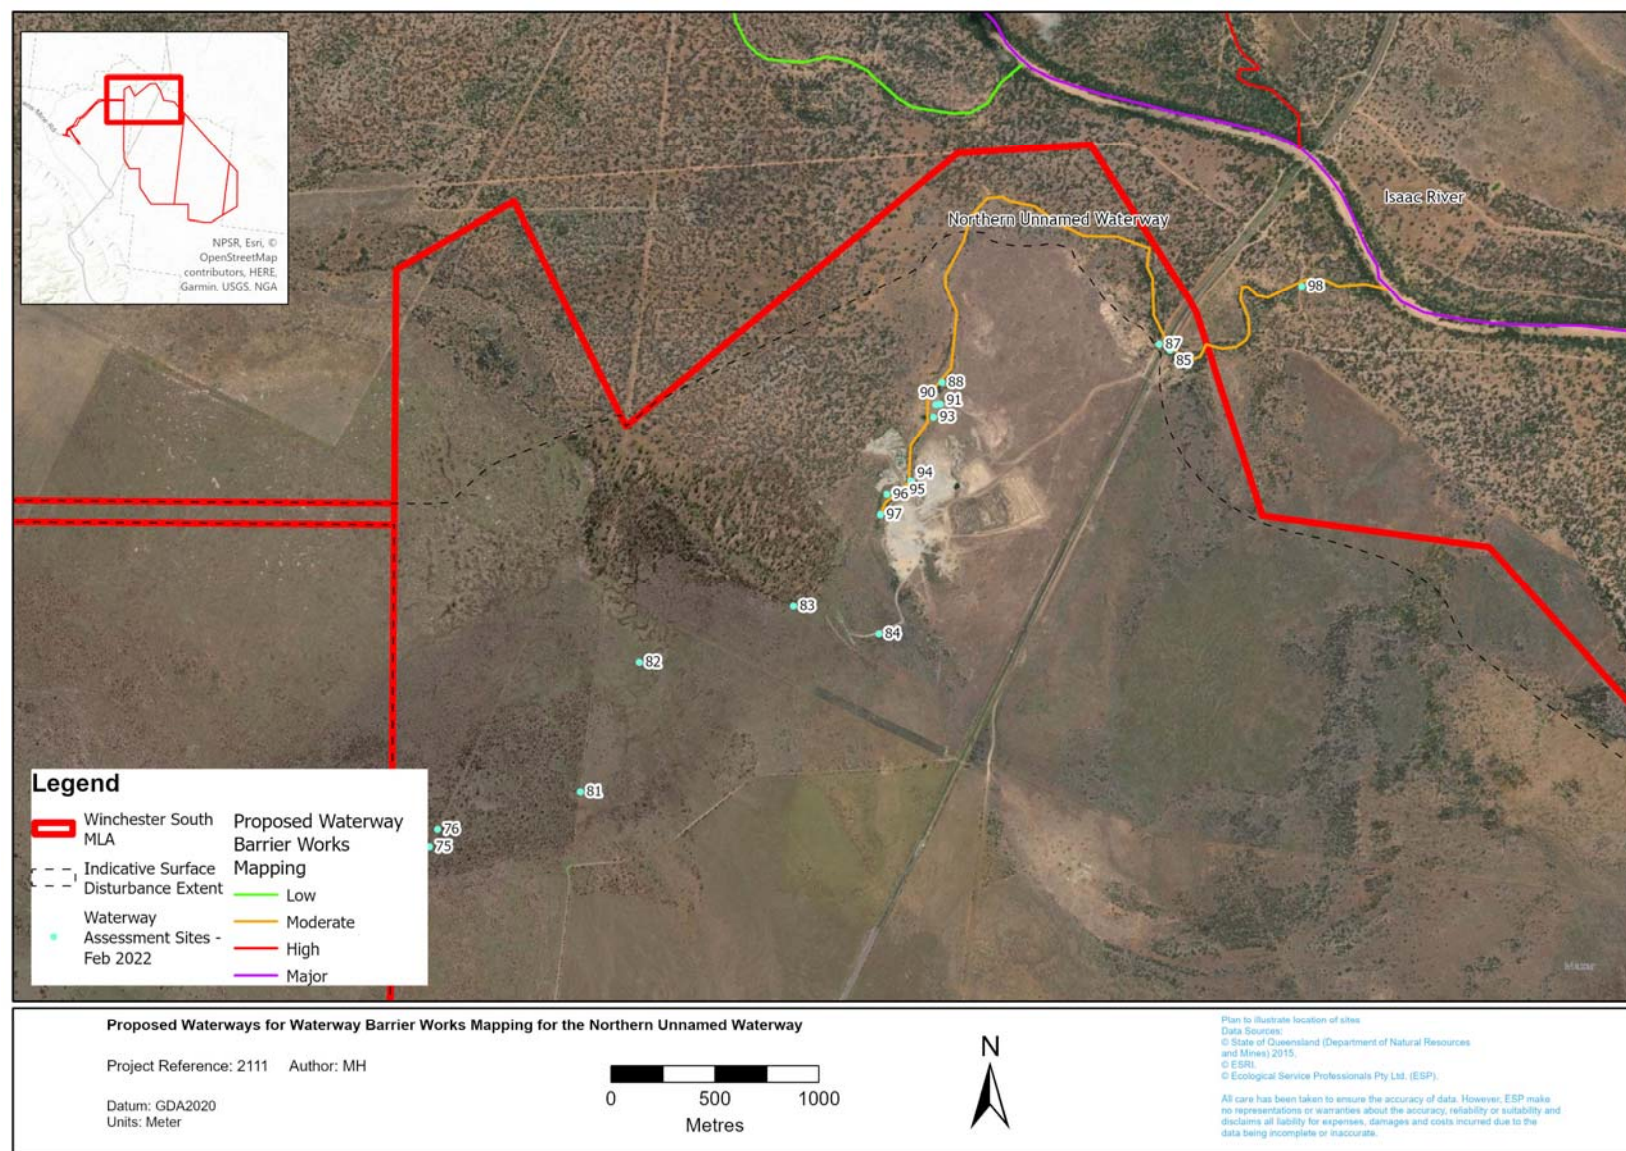 NPSR, Esri, ©
OpenStreetMap
contributors, HERE,
Garmin, USGS, NGA
Isaac River
Northern Unnamed Waterway
98
87
85
88
90
91
93
94
95
96
97
83
84
82
81
76
75
Legend
Winchester South
MLA
Indicative Surface
Disturbance Extent
Waterway
Assessment Sites -
Feb 2022
Proposed Waterway
Barrier Works
Mapping
Low
Moderate
High
Major
Proposed Waterways for Waterway Barrier Works Mapping for the Northern Unnamed Waterway
Project Reference: 2111 Author: MH
Datum: GDA2020
Units: Meter
0 500 1000
Metres
N
Plan to illustrate location of sites
Data Sources:
© State of Queensland (Department of Natural Resources
and Mines) 2015.
© ESRI.
© Ecological Service Professionals Pty Ltd. (ESP).
All care has been taken to ensure the accuracy of data. However, ESP make
no representations or warranties about the accuracy, reliability or suitability and
disclaims all liability for expenses, damages and costs incurred due to the
data being incomplete or inaccurate.